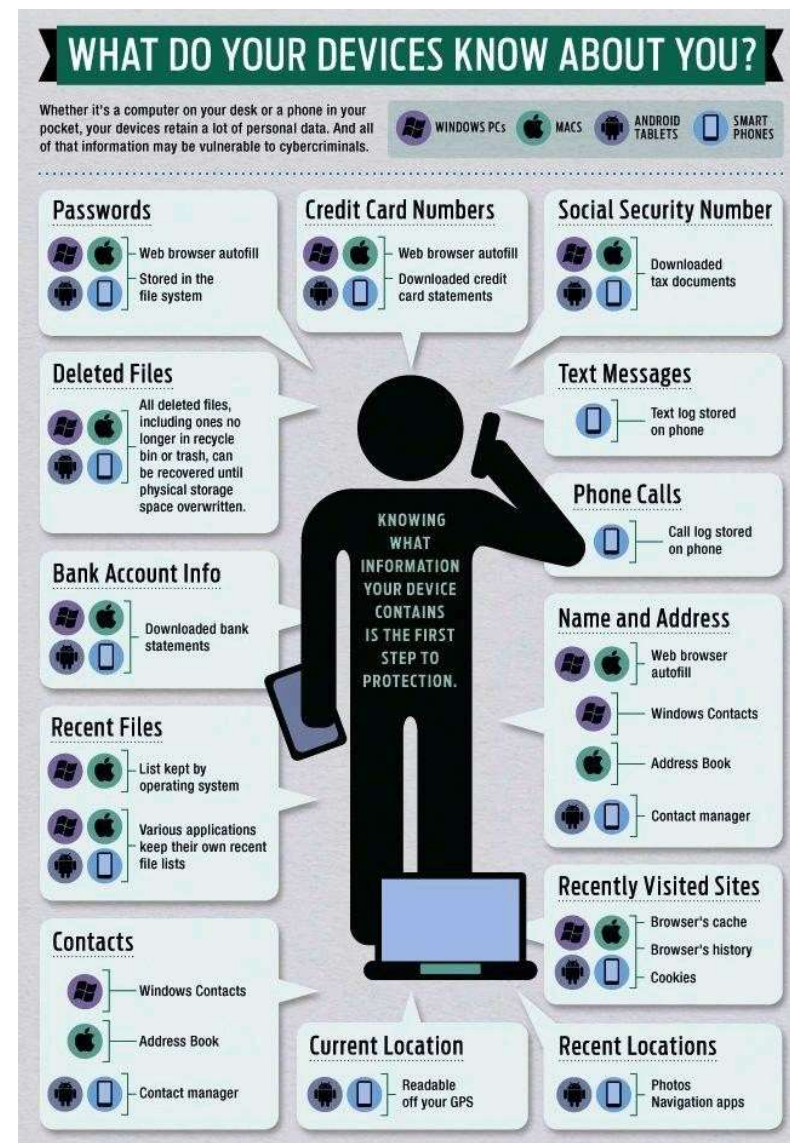 WHAT DO YOUR DEVICES KNOW ABOUT YOU?
Whether it's a computer on your desk or a phone in your
pocket, your devices retain a lot of personal data. And all
of that information may be vulnerable to cybercriminals.
WINDOWS PCs
MACS
ANDROID
TABLETS
SMART
PHONES
Passwords
Web browser autofill
Stored in the
file system
Credit Card Numbers
Web browser autofill
Downloaded credit
card statements
Social Security Number
Downloaded
tax documents
Deleted Files
All deleted files,
including ones no
longer in recycle
bin or trash, can
be recovered until
physical storage
space overwritten.
Text Messages
Text log stored
on phone
Phone Calls
Call log stored
on phone
KNOWING
WHAT
INFORMATION
YOUR DEVICE
CONTAINS
IS THE FIRST
STEP TO
PROTECTION.
Bank Account Info
Downloaded bank
statements
Name and Address
Web browser
autofill
Windows Contacts
Address Book
Contact manager
Recent Files
List kept by
operating system
Various applications
keep their own recent
file lists
Recently Visited Sites
Browser's cache
Browser's history
Cookies
Contacts
Windows Contacts
Address Book
Contact manager
Current Location
Readable
off your GPS
Recent Locations
Photos
Navigation apps